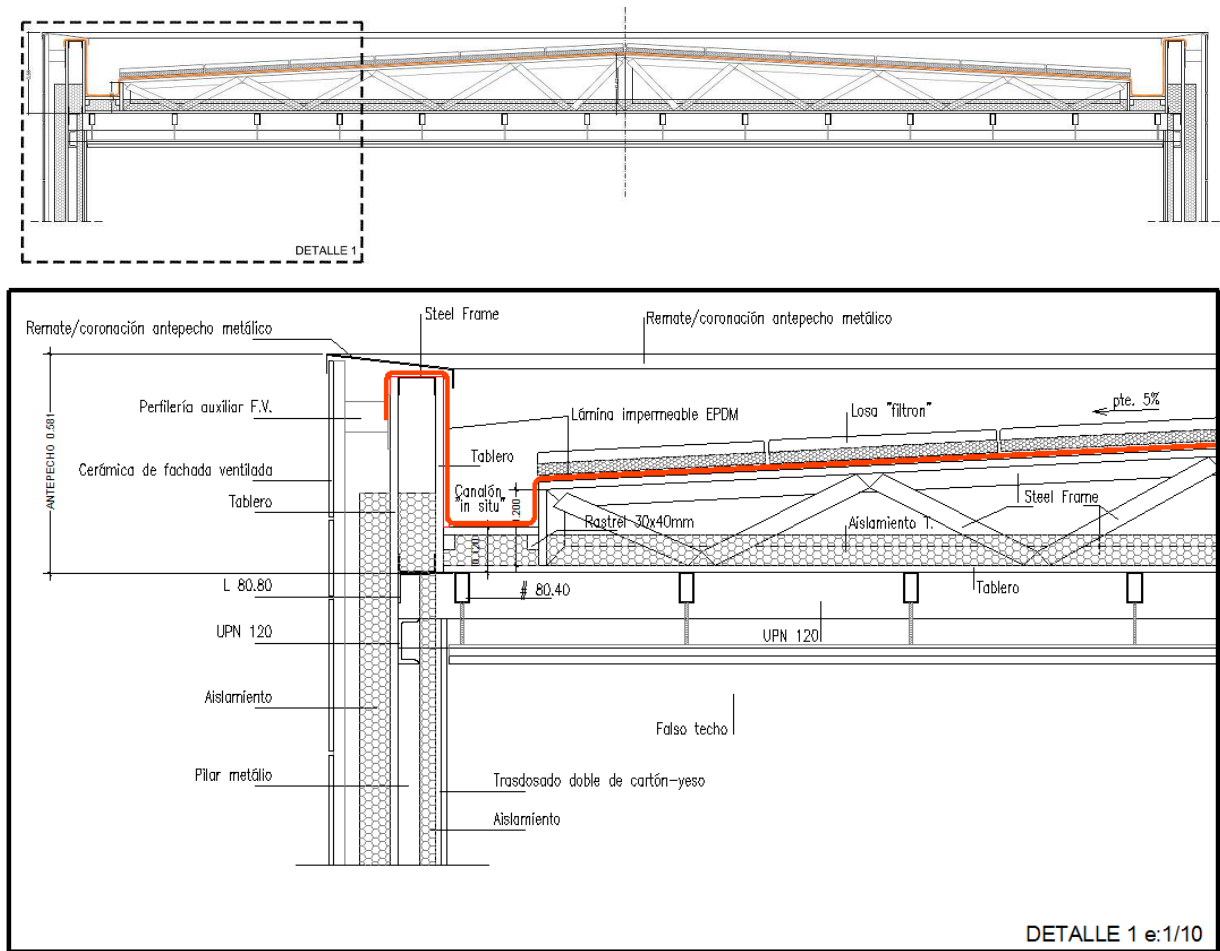 DETALLE 1
Steel Frame
Remate/coronación antepecho metálico
Remate/coronación antepecho metálico
pte. 5%
Perfilería auxiliar F.V.
Lámina impermeable EPDM
Losa "filtron"
ANTEPECHO 0.581
Cerámica de fachada ventilada
Tablero
Tablero
Canalón
"in situ"
Steel Frame
Rastrel 30x40mm
Aislamiento T.
0.120
L 80.80
# 80.40
Tablero
UPN 120
UPN 120
Aislamiento
Falso techo
Pilar metálio
Trasdosado doble de cartón-yeso
Aislamiento
DETALLE 1 e:1/10